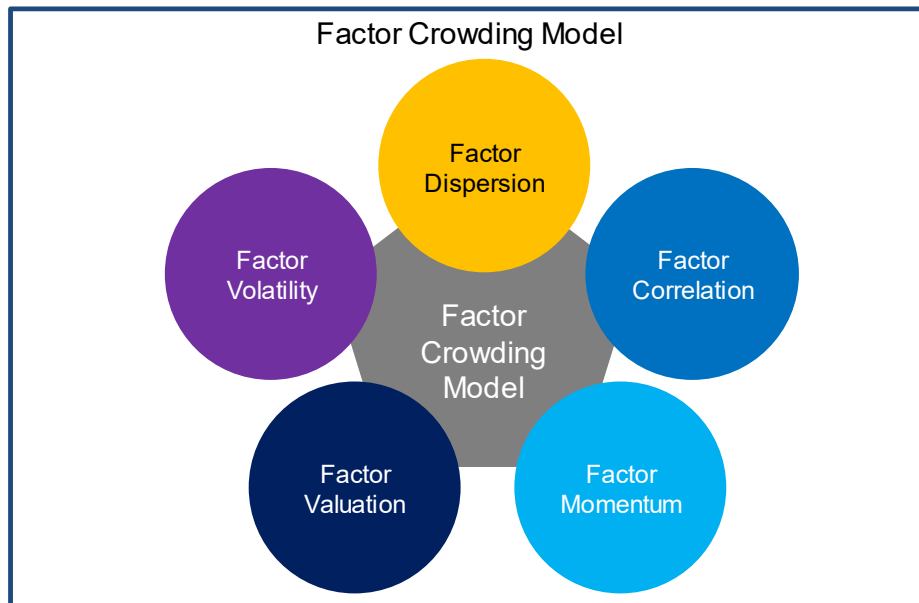 Factor Crowding Model
Factor
Dispersion
Factor
Volatility
Factor
Correlation
Factor
Crowding
Model
Factor
Valuation
Factor
Momentum